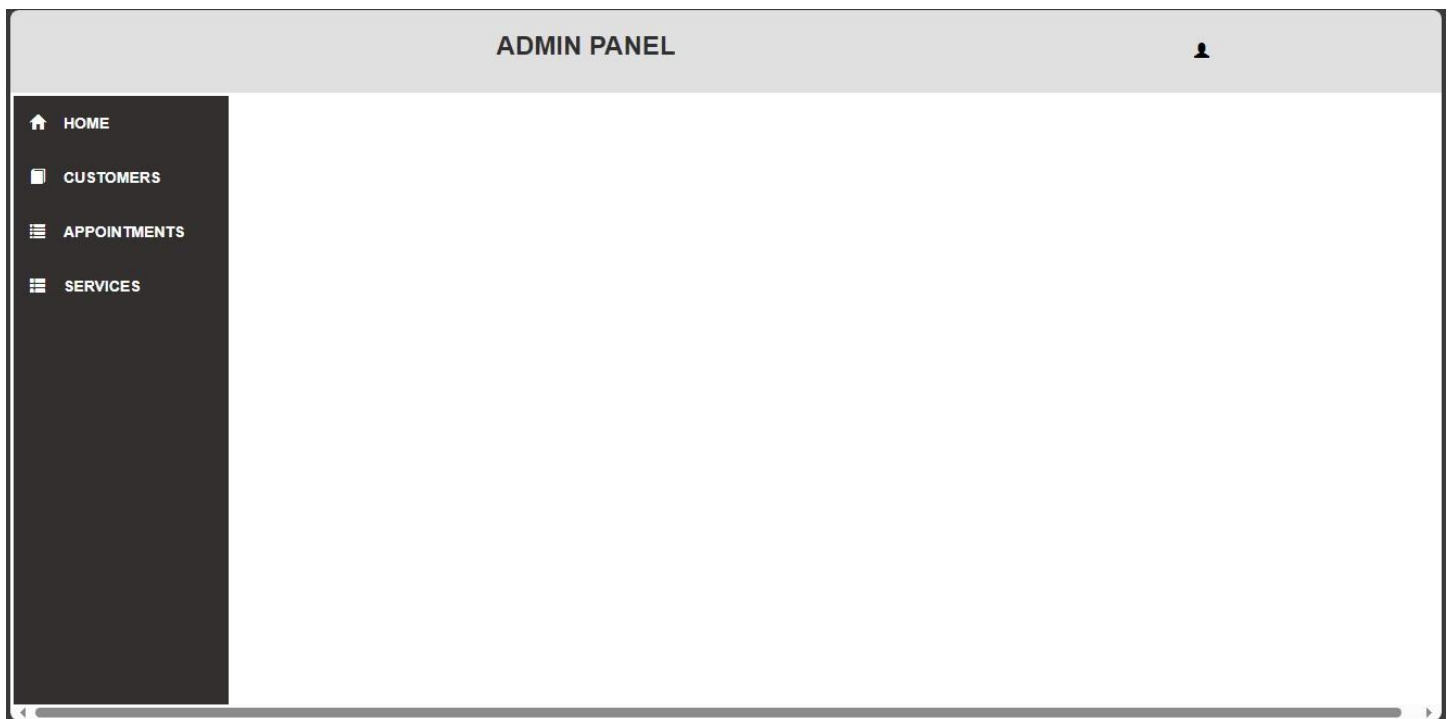 ADMIN PANEL
HOME
CUSTOMERS
APPOINTMENTS
SERVICES